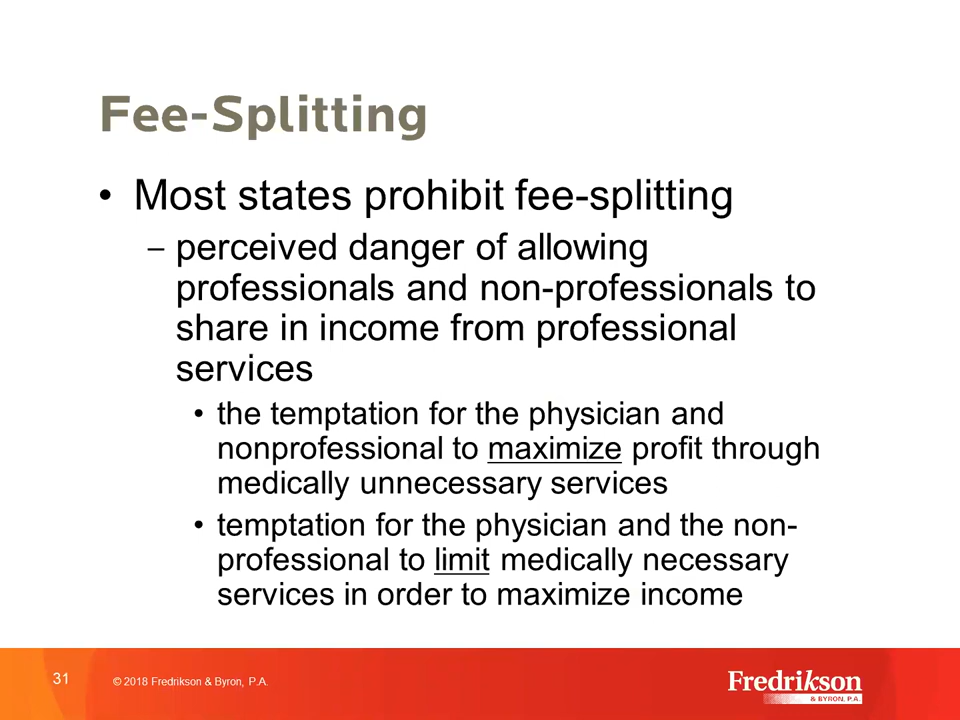 Fee-Splitting
• Most states prohibit fee-splitting
– perceived danger of allowing
professionals and non-professionals to
share in income from professional
services
• the temptation for the physician and
nonprofessional to maximize profit through
medically unnecessary services
• temptation for the physician and the non-
professional to limit medically necessary
services in order to maximize income
31
© 2018 Fredrikson & Byron, P.A.
Fredrikson
& BYRON, P.A.